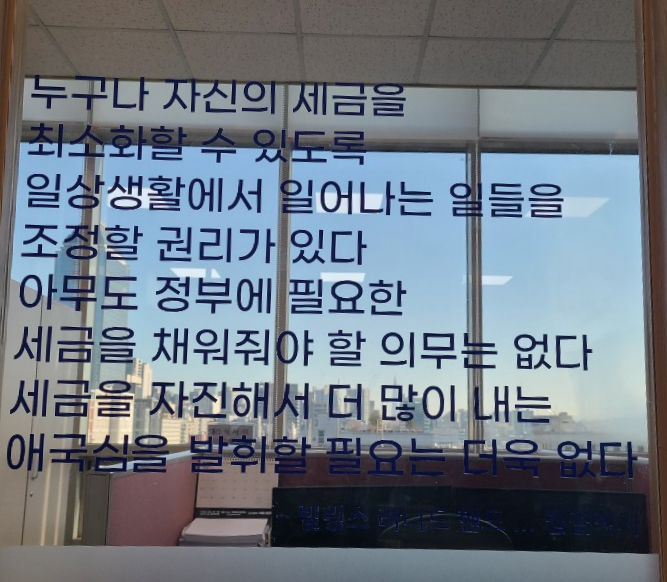 누구나 자신의 세금을
최소화할 수 있도록
일상생활에서 일어나는 일들을
조정할 권리가 있다
아무도 정부에 필요한
세금을 채워줘야 할 의무는 없다
세금을 자진해서 더 많이 내는
애국심을 발휘할 필요는 더욱 없다